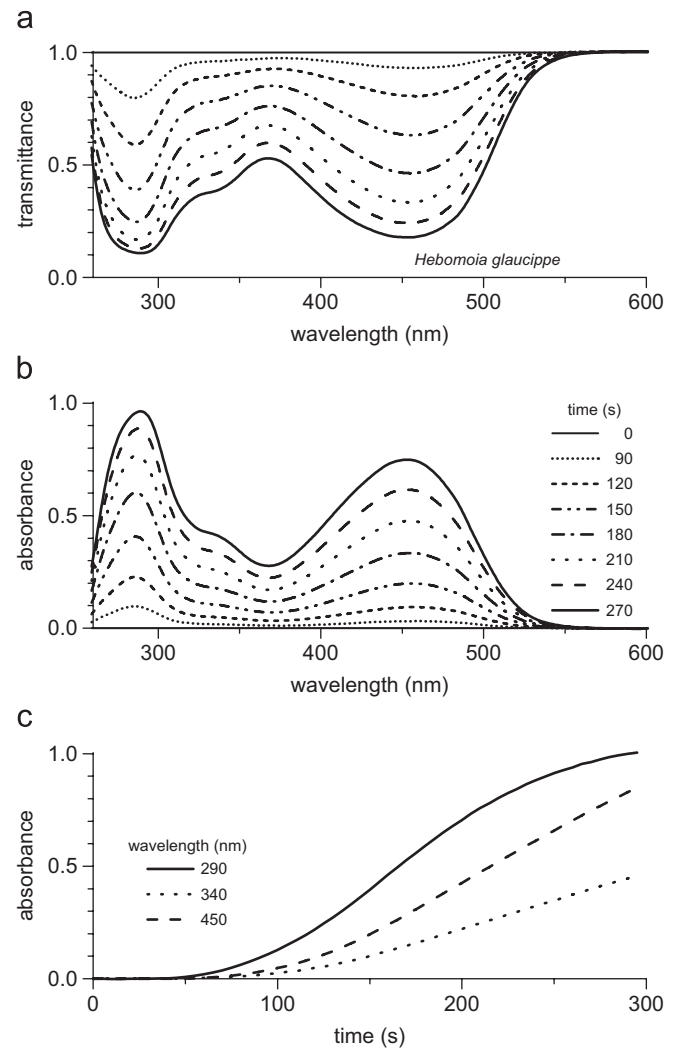 a
1.0
0.5
0.0
transmittance
Hebomoia glaucippe
300 400 500 600
wavelength (nm)
b
1.0
0.5
0.0
absorbance
time (s)
0
90
120
150
180
210
240
270
300 400 500 600
wavelength (nm)
c
1.0
0.5
0.0
absorbance
wavelength (nm)
290
340
450
0 100 200 300
time (s)